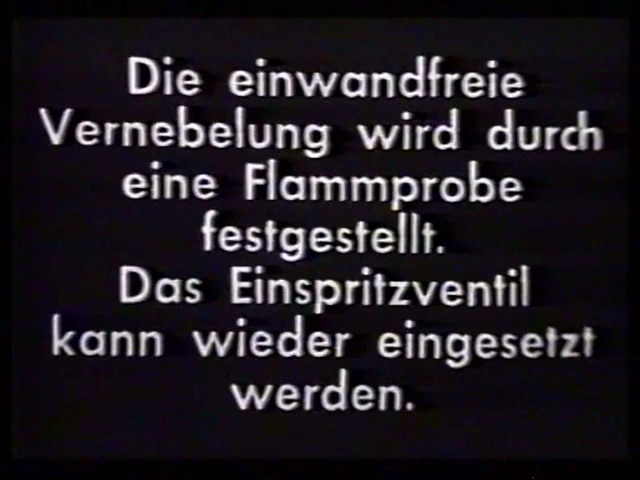 Die einwandfreie
Vernebelung wird durch
eine Flammprobe
festgestellt.
Das Einspritzventil
kann wieder eingesetzt
werden.